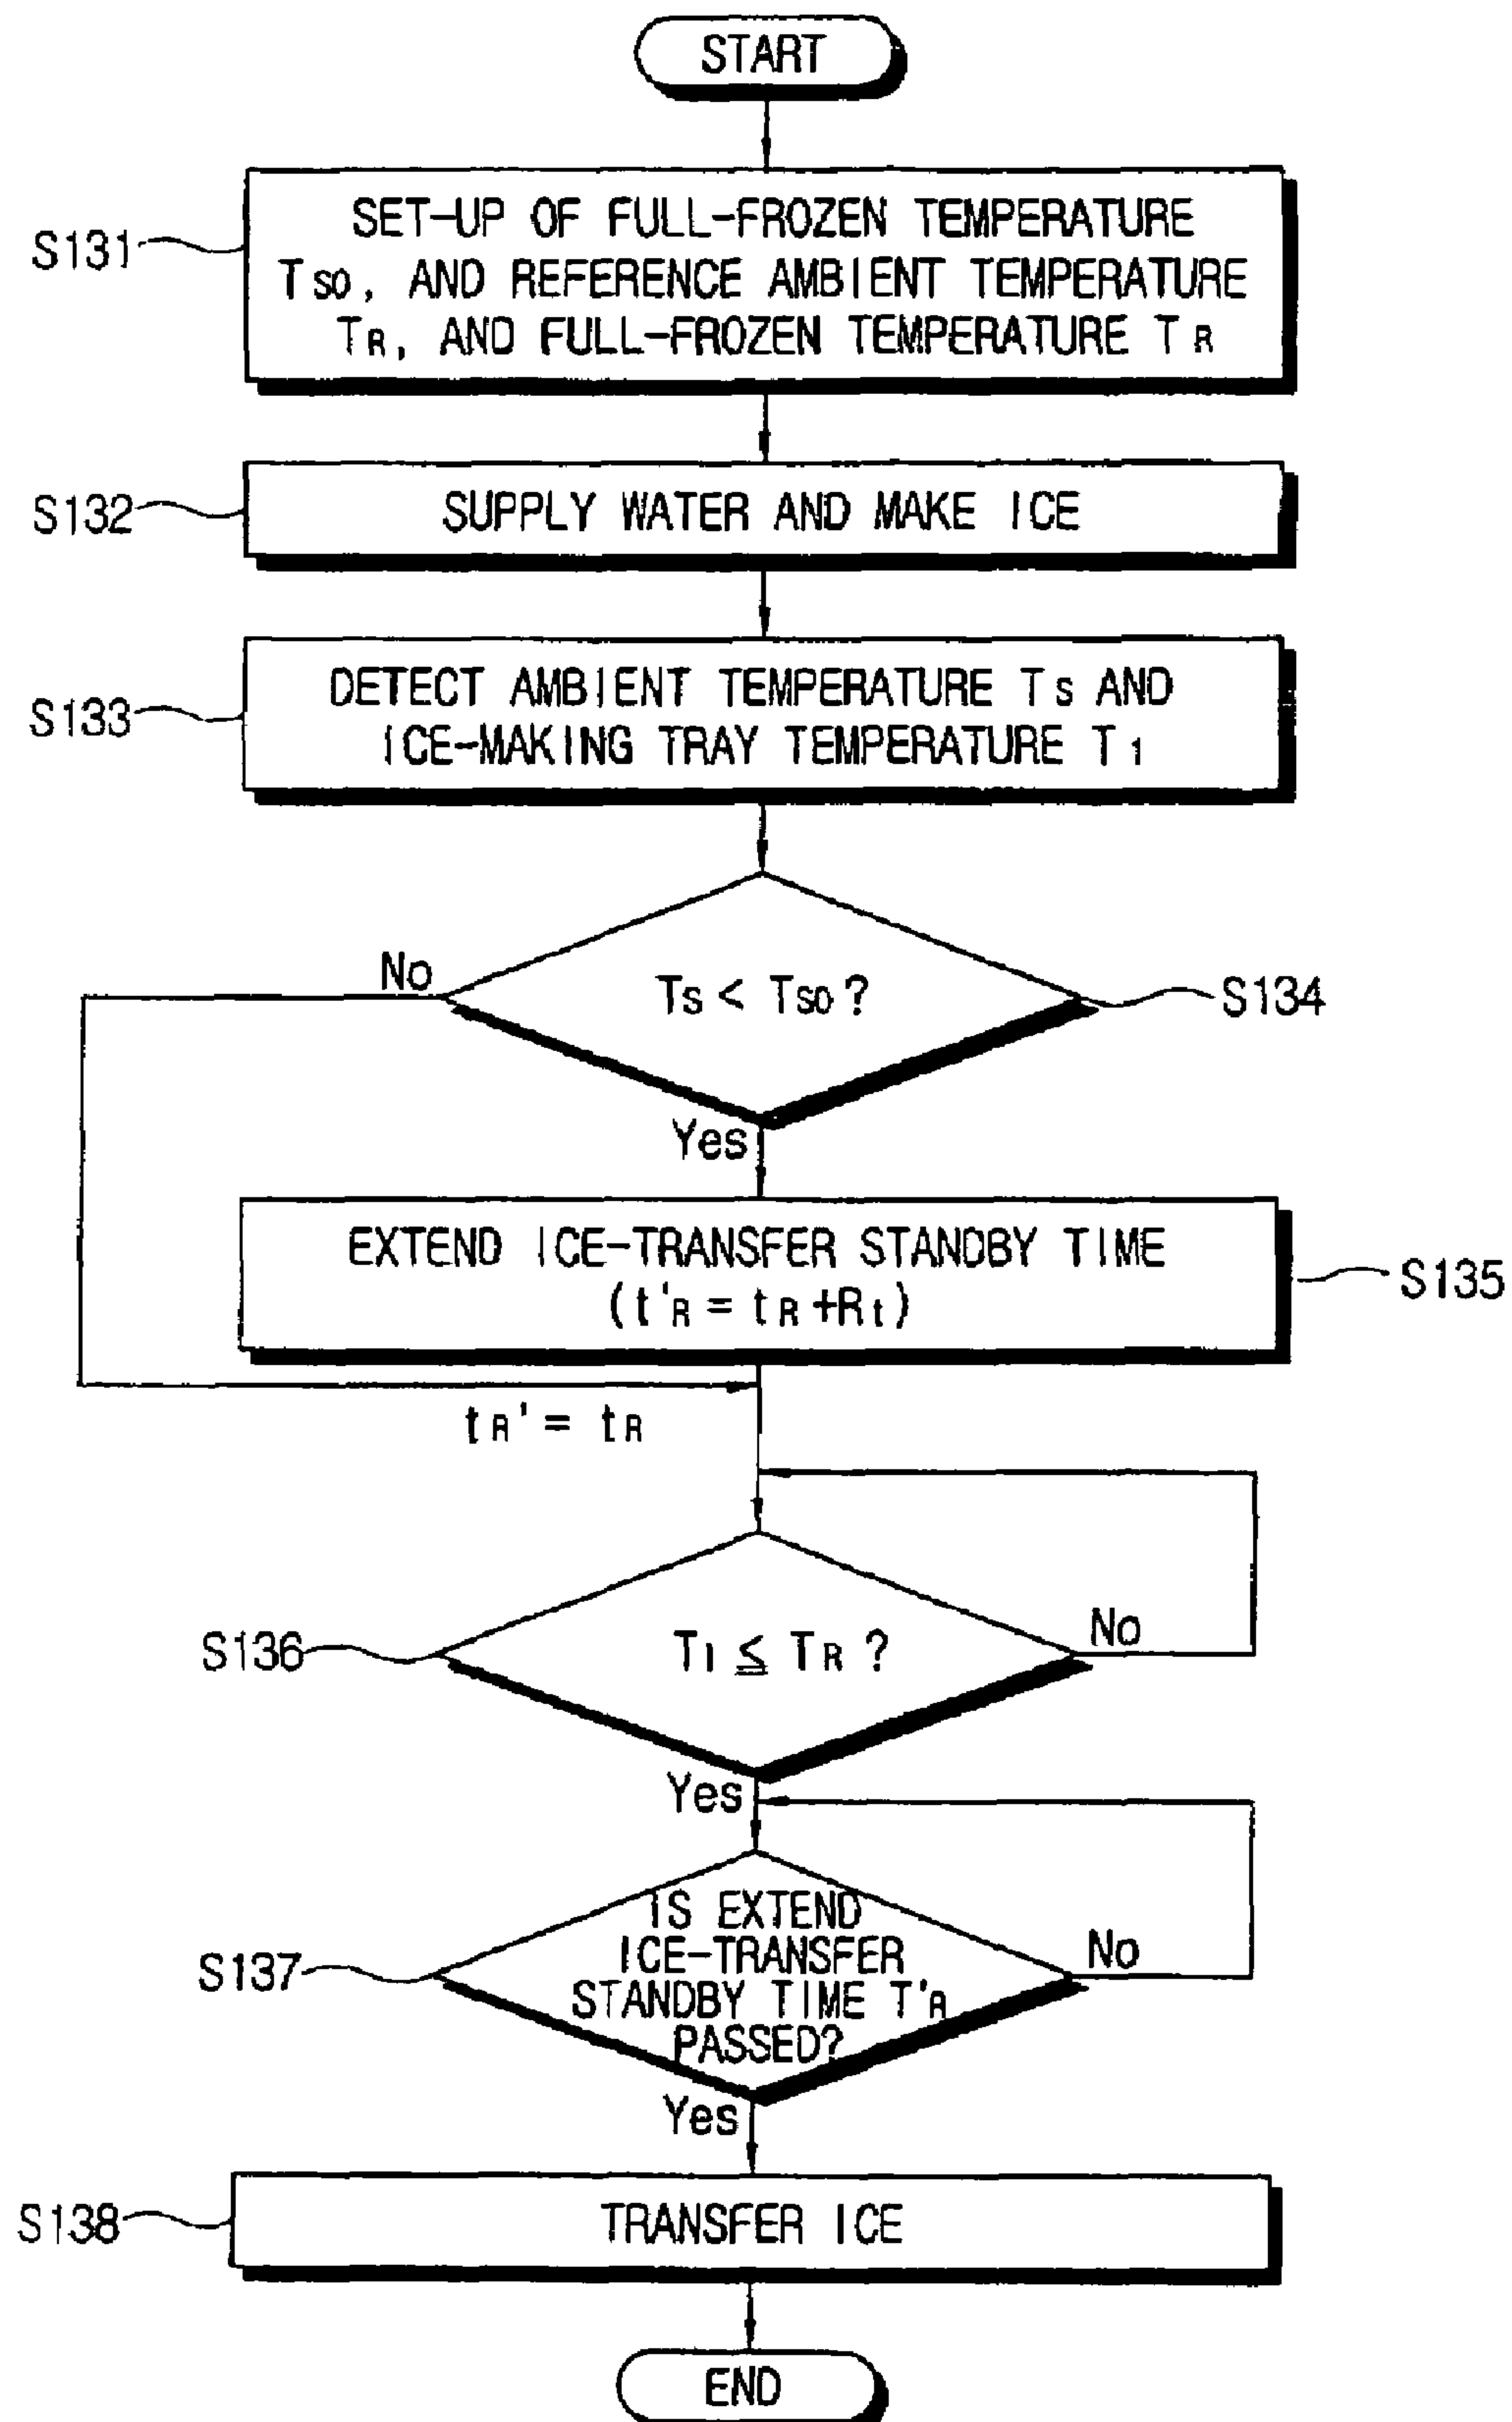 START
S131
SET-UP OF FULL-FROZEN TEMPERATURE
TS0, AND REFERENCE AMBIENT TEMPERATURE
TR, AND FULL-FROZEN TEMPERATURE TR
S132
SUPPLY WATER AND MAKE ICE
S133
DETECT AMBIENT TEMPERATURE TS AND
ICE-MAKING TRAY TEMPERATURE T1
No
TS < TS0?
S134
Yes
EXTEND ICE-TRANSFER STANDBY TIME
(t'R = tR+Rt)
S135
tR' = tR
S136
TI ≦ TR ?
No
Yes
S137
IS EXTEND
ICE-TRANSFER
STANDBY TIME T'R
PASSED?
No
Yes
S138
TRANSFER ICE
END